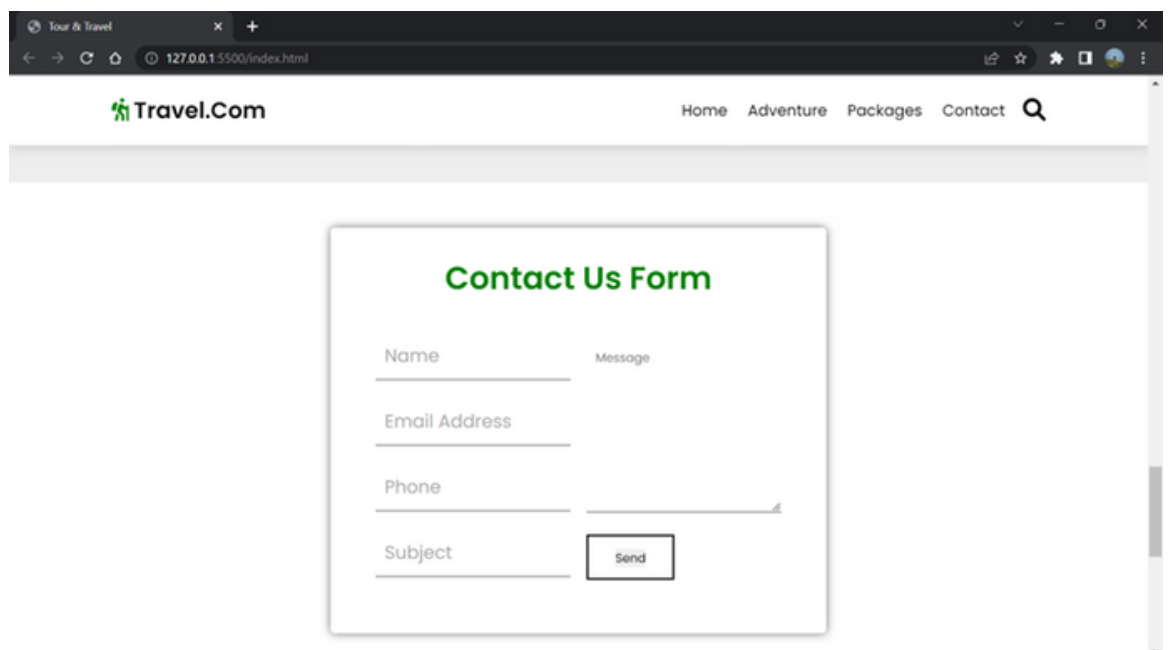 Tour & Travel
127.0.0.1:5500/index.html
Travel.Com
Home Adventure Packages Contact
Contact Us Form
Name
Message
Email Address
Phone
Subject
Send